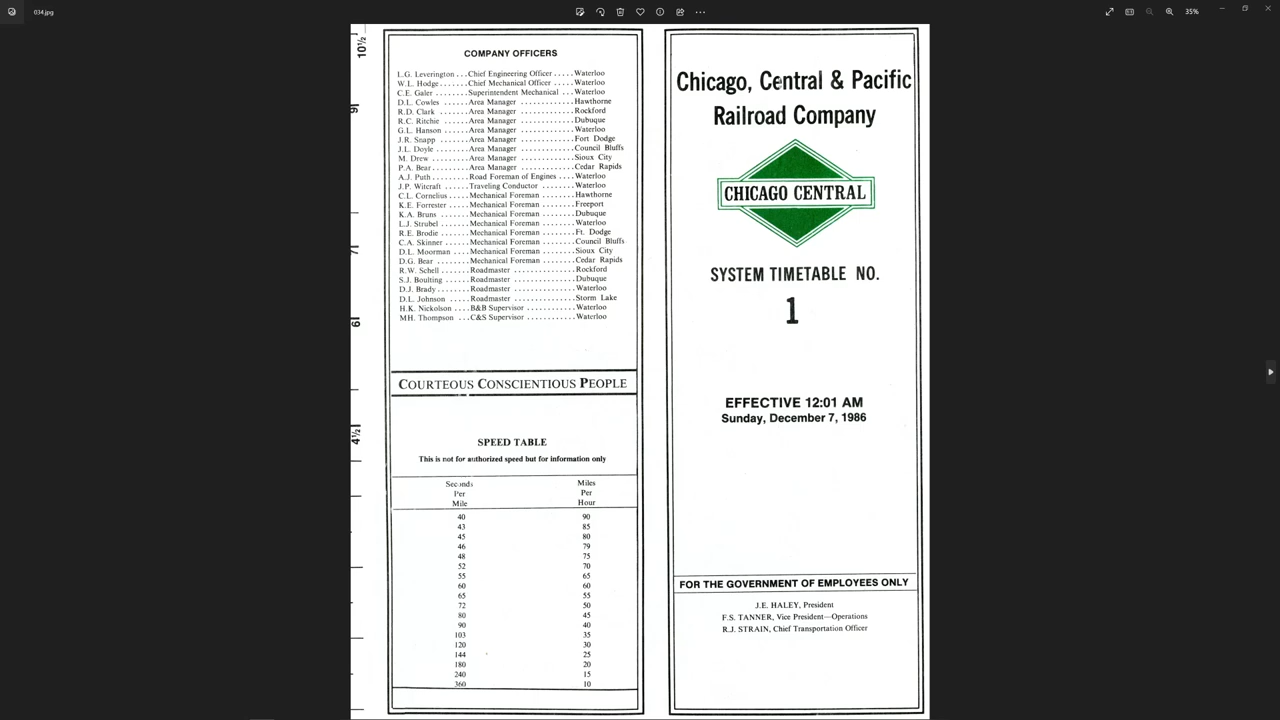 034.jpg
35%
10½
9
7
6
4½
COMPANY OFFICERS
L.G. Leverington ... Chief Engineering Officer ..... Waterloo
W.L. Hodge ....... Chief Mechanical Officer ..... Waterloo
C.E. Galer ....... Superintendent Mechanical ... Waterloo
D.L. Cowles ...... Area Manager ............. Hawthorne
R.D. Clark ....... Area Manager ............. Rockford
R.C. Ritchie ...... Area Manager ............. Dubuque
G.L. Hanson ..... Area Manager ............. Waterloo
J.R. Snapp ....... Area Manager ............. Fort Dodge
J.L. Doyle ....... Area Manager ............. Council Bluffs
M. Drew ......... Area Manager ............. Sioux City
P.A. Bear ........ Area Manager ............. Cedar Rapids
A.J. Puth ........ Road Foreman of Engines .... Waterloo
J.P. Witcraft ...... Traveling Conductor ........ Waterloo
C.L. Cornelius ..... Mechanical Foreman ........ Hawthorne
K.E. Forrester .... Mechanical Foreman ........ Freeport
K.A. Bruns ...... Mechanical Foreman ........ Dubuque
L.J. Strubel ...... Mechanical Foreman ........ Waterloo
R.E. Brodie ...... Mechanical Foreman ........ Ft. Dodge
C.A. Skinner ..... Mechanical Foreman ........ Council Bluffs
D.L. Moorman .... Mechanical Foreman ........ Sioux City
D.G. Bear ....... Mechanical Foreman ........ Cedar Rapids
R.W. Schell ...... Roadmaster ............... Rockford
S.J. Boulting ..... Roadmaster ............... Dubuque
D.J. Brady ....... Roadmaster ............... Waterloo
D.L. Johnson ..... Roadmaster ............... Storm Lake
H.K. Nickolson .... B&B Supervisor ............ Waterloo
MH. Thompson ... C&S Supervisor ............ Waterloo
COURTEOUS CONSCIENTIOUS PEOPLE
SPEED TABLE
This is not for authorized speed but for information only
Seconds Miles
Per Per
Mile Hour
40 90
43 85
45 80
46 79
48 75
52 70
55 65
60 60
65 55
72 50
80 45
90 40
103 35
120 30
144 25
180 20
240 15
360 10
Chicago, Central & Pacific
Railroad Company
CHICAGO CENTRAL
SYSTEM TIMETABLE NO.
1
EFFECTIVE 12:01 AM
Sunday, December 7, 1986
FOR THE GOVERNMENT OF EMPLOYEES ONLY
J.E. HALEY, President
F.S. TANNER, Vice President—Operations
R.J. STRAIN, Chief Transportation Officer